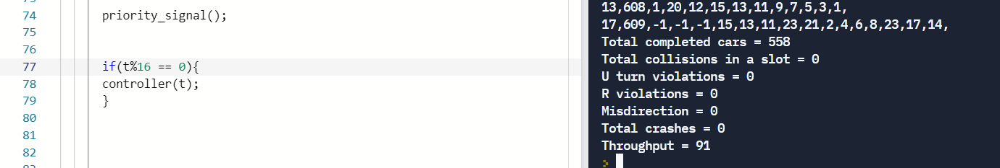 74 priority_signal();
75
76
77 if(t%16 == 0){
78 controller(t);
79 }
80
81
82
13,608,1,20,12,15,13,11,9,7,5,3,1,
17,609,-1,-1,-1,15,13,11,23,21,2,4,6,8,23,17,14,
Total completed cars = 558
Total collisions in a slot = 0
U turn violations = 0
R violations = 0
Misdirection = 0
Total crashes = 0
Throughput = 91
>